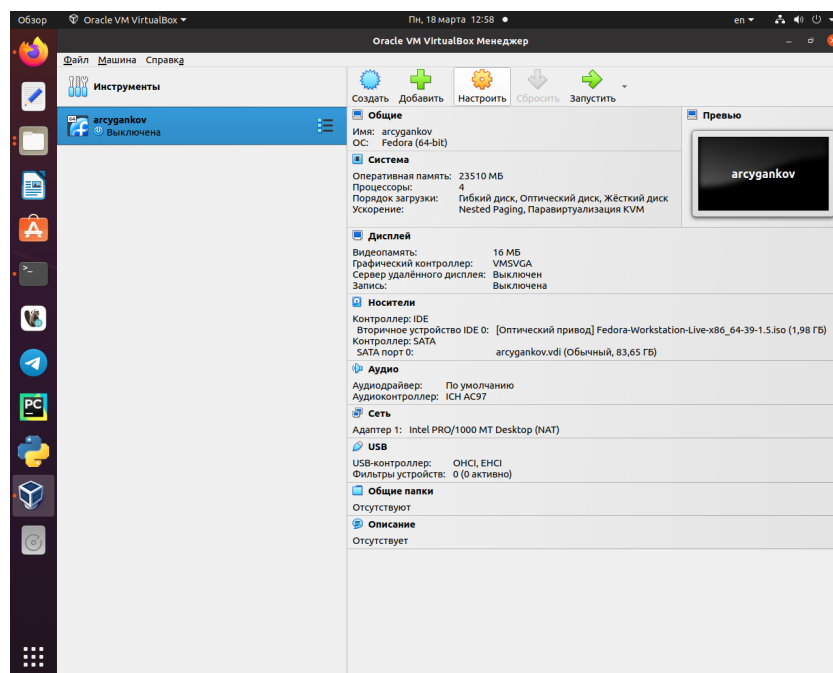 Обзор Oracle VM VirtualBox Пн, 18 марта 12:58 en
Oracle VM VirtualBox Менеджер
Файл Машина Справка
Инструменты
Создать Добавить Настроить Сбросить Запустить
arcygankov
Выключена
Общие
Имя: arcygankov
ОС: Fedora (64-bit)
Превью
arcygankov
Система
Оперативная память: 23510 МБ
Процессоры: 4
Порядок загрузки: Гибкий диск, Оптический диск, Жёсткий диск
Ускорение: Nested Paging, Паравиртуализация KVM
Дисплей
Видеопамять: 16 МБ
Графический контроллер: VMSVGA
Сервер удалённого дисплея: Выключен
Запись: Выключена
Носители
Контроллер: IDE
Вторичное устройство IDE 0: [Оптический привод] Fedora-Workstation-Live-x86_64-39-1.5.iso (1,98 ГБ)
Контроллер: SATA
SATA порт 0: arcygankov.vdi (Обычный, 83,65 ГБ)
Аудио
Аудиодрайвер: По умолчанию
Аудиоконтроллер: ICH AC97
Сеть
Адаптер 1: Intel PRO/1000 MT Desktop (NAT)
USB
USB-контроллер: OHCI, EHCI
Фильтры устройств: 0 (0 активно)
Общие папки
Отсутствуют
Описание
Отсутствует
PC